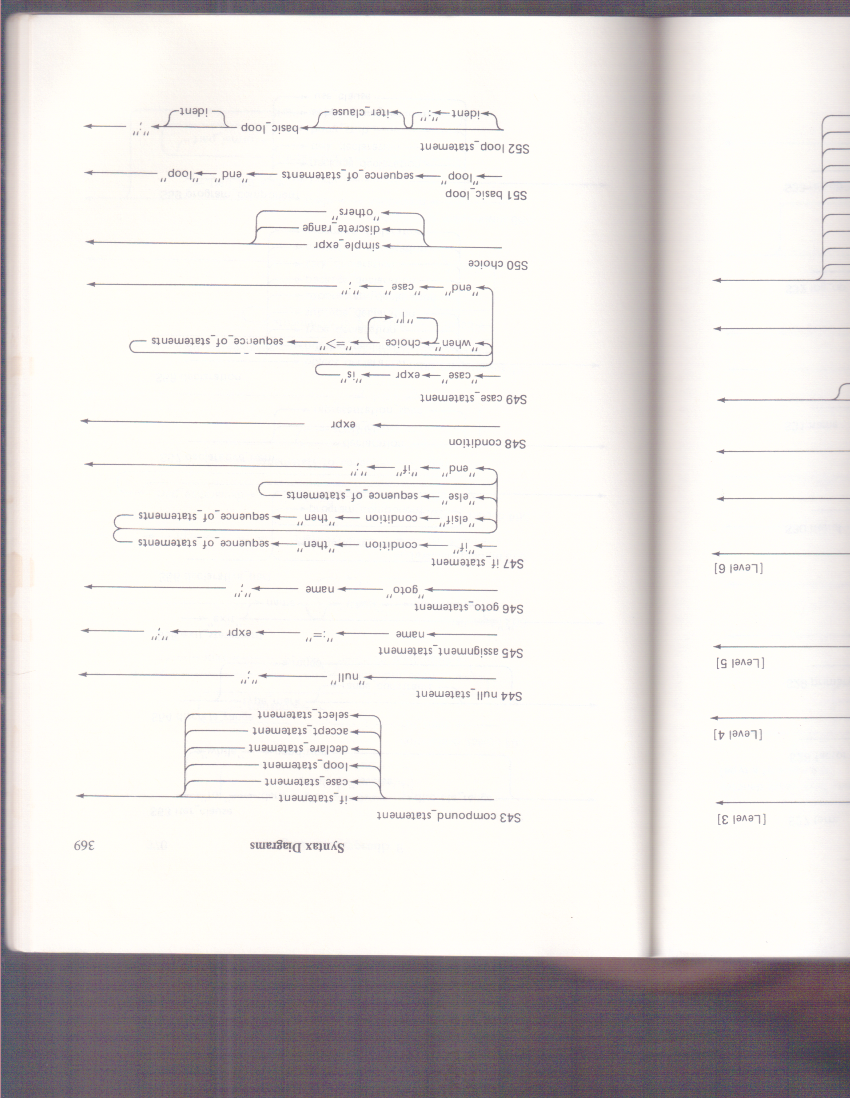 Syntax Diagrams 369
S43 compound_statement
if_statement
case_statement
loop_statement
declare_statement
accept_statement
select_statement
S44 null_statement
"null" ";"
S45 assignment_statement
name ":=" expr ";"
S46 goto_statement
"goto" name ";"
S47 if_statement
"if" condition "then" sequence_of_statements
"elsif" condition "then" sequence_of_statements
"else" sequence_of_statements
"end" "if" ";"
S48 condition
expr
S49 case_statement
"case" expr "is"
"when" choice "=>" sequence_of_statements
"|"
"end" "case" ";"
S50 choice
simple_expr
discrete_range
"others"
S51 basic_loop
"loop" sequence_of_statements "end" "loop"
S52 loop_statement
basic_loop ";"
ident ":" iter_clause ident
[Level 3]
[Level 4]
[Level 5]
[Level 6]